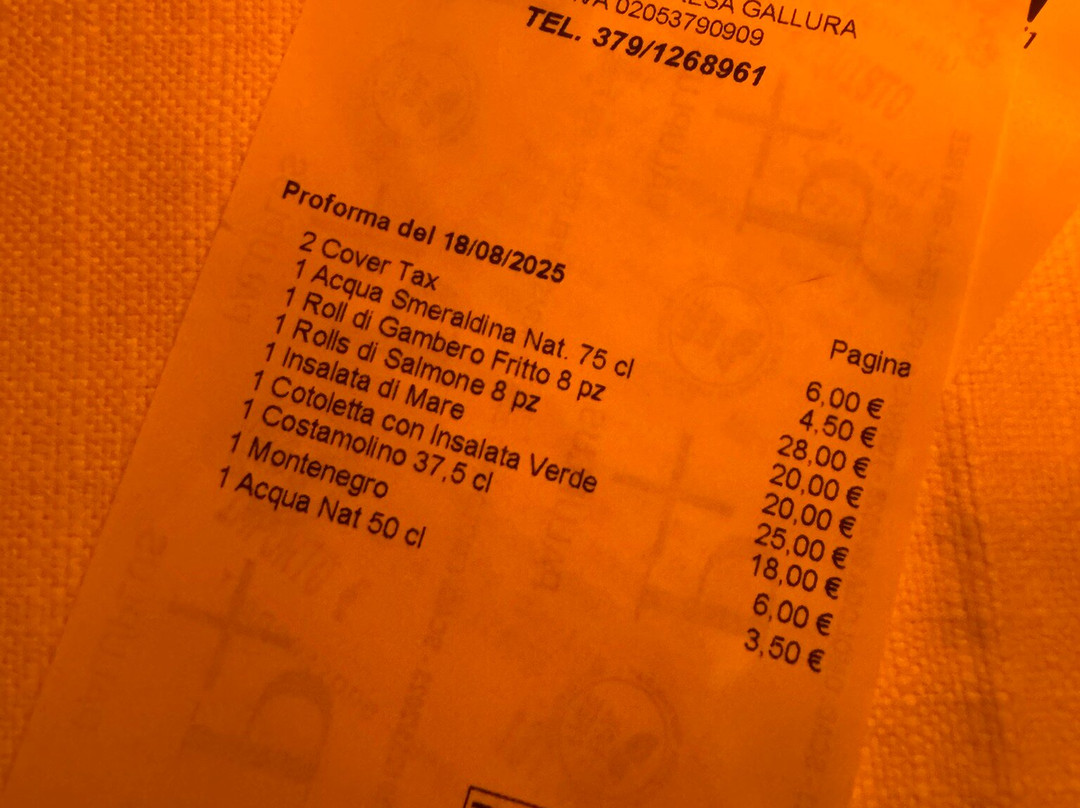 GALLURA
02053790909
TEL. 379/1268961
Proforma del 18/08/2025
Pagina
2 Cover Tax 6,00 €
1 Acqua Smeraldina Nat. 75 cl 4,50 €
1 Roll di Gambero Fritto 8 pz 28,00 €
1 Rolls di Salmone 8 pz 20,00 €
1 Insalata di Mare 20,00 €
1 Cotoletta con Insalata Verde 25,00 €
1 Costamolino 37,5 cl 18,00 €
1 Montenegro 6,00 €
1 Acqua Nat 50 cl 3,50 €